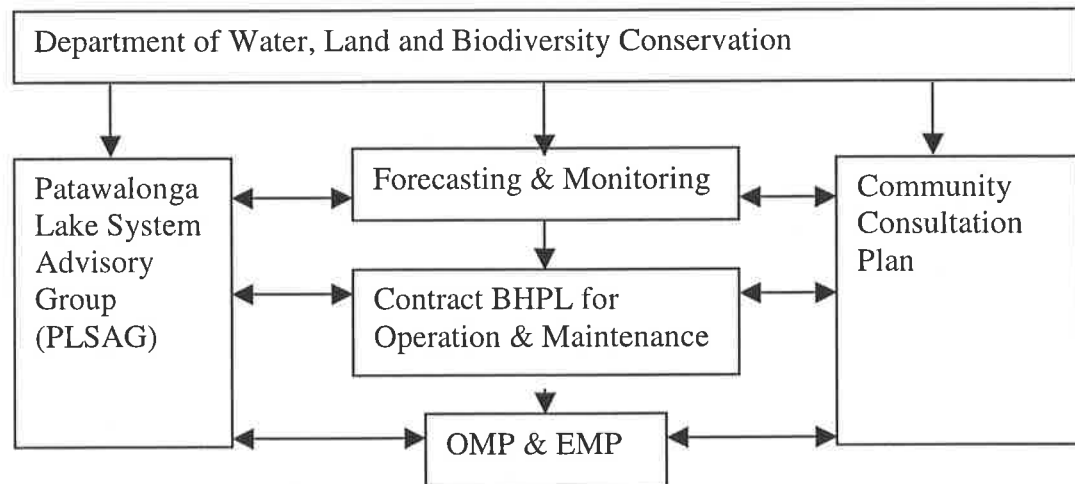 Department of Water, Land and Biodiversity Conservation
Patawalonga
Lake System
Advisory
Group
(PLSAG)
Forecasting & Monitoring
Contract BHPL for
Operation & Maintenance
OMP & EMP
Community
Consultation
Plan